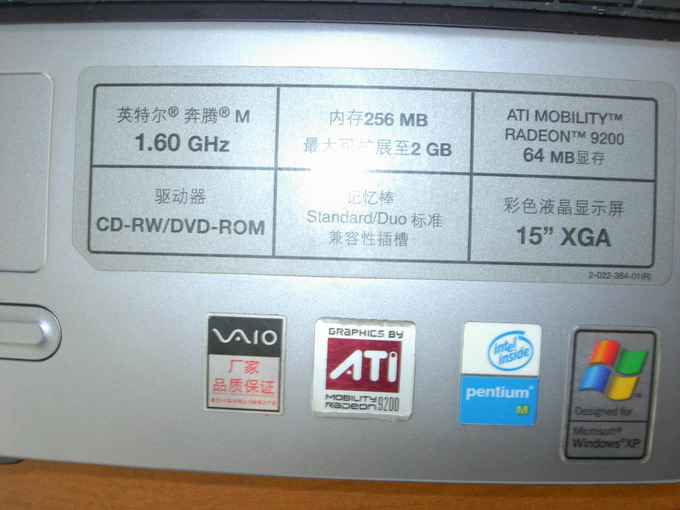 英特尔® 奔腾® M
1.60 GHz
内存256 MB
最大可扩展至2 GB
ATI MOBILITY™
RADEON™ 9200
64 MB显存
驱动器
CD-RW/DVD-ROM
记忆棒
Standard/Duo 标准
兼容性插槽
彩色液晶显示屏
15” XGA
2-022-364-01(R)
VAIO
厂家
品质保证
GRAPHICS BY
ATI
MOBILITY
RADEON 9200
intel
inside
pentium®
M
Designed for
Microsoft®
Windows®XP